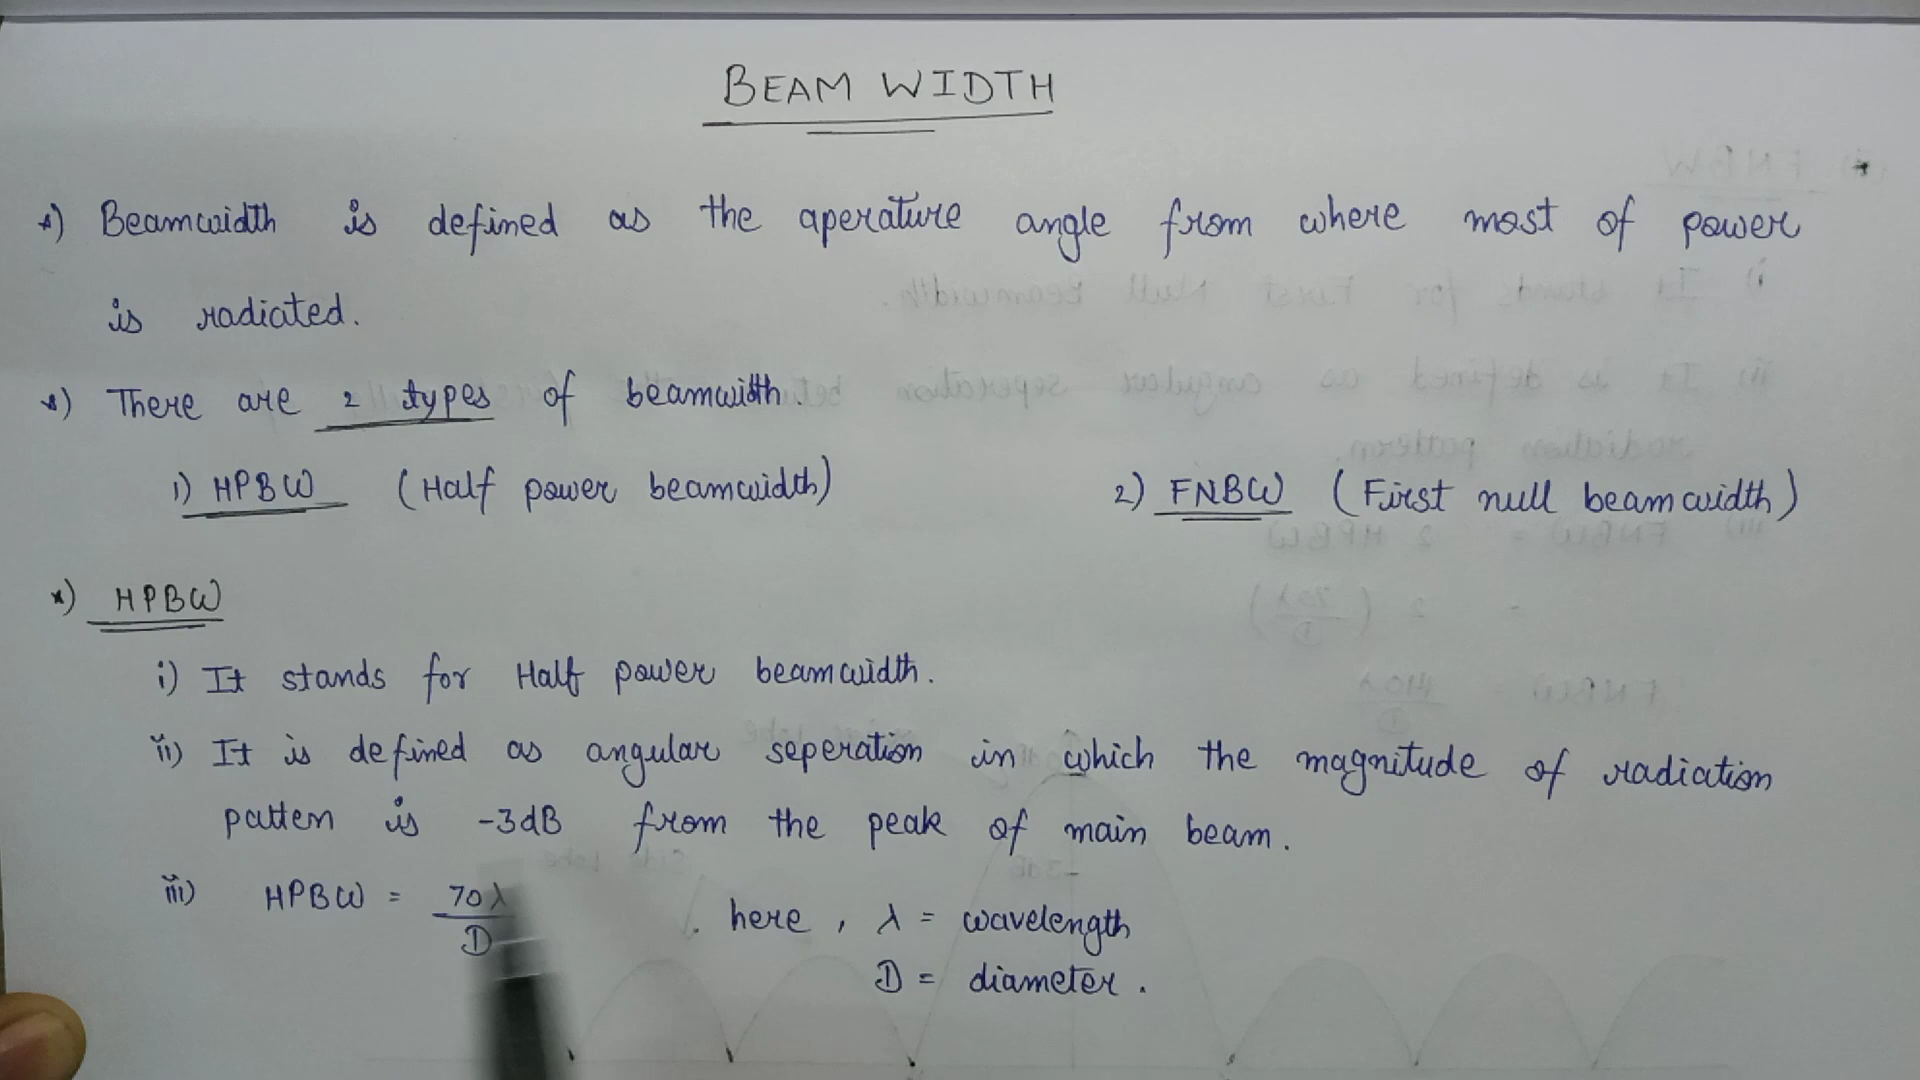 BEAM WIDTH
*) Beamwidth is defined as the aperature angle from where most of power
is radiated.
*) There are 2 types of beamwidth.
1) HPBW (Half power beamwidth) 2) FNBW (First null beamwidth)
*) HPBW
i) It stands for Half power beamwidth.
ii) It is defined as angular seperation in which the magnitude of radiation
patten is -3dB from the peak of main beam.
iii) HPBW = 70λ/D . here, λ = wavelength
D = diameter.